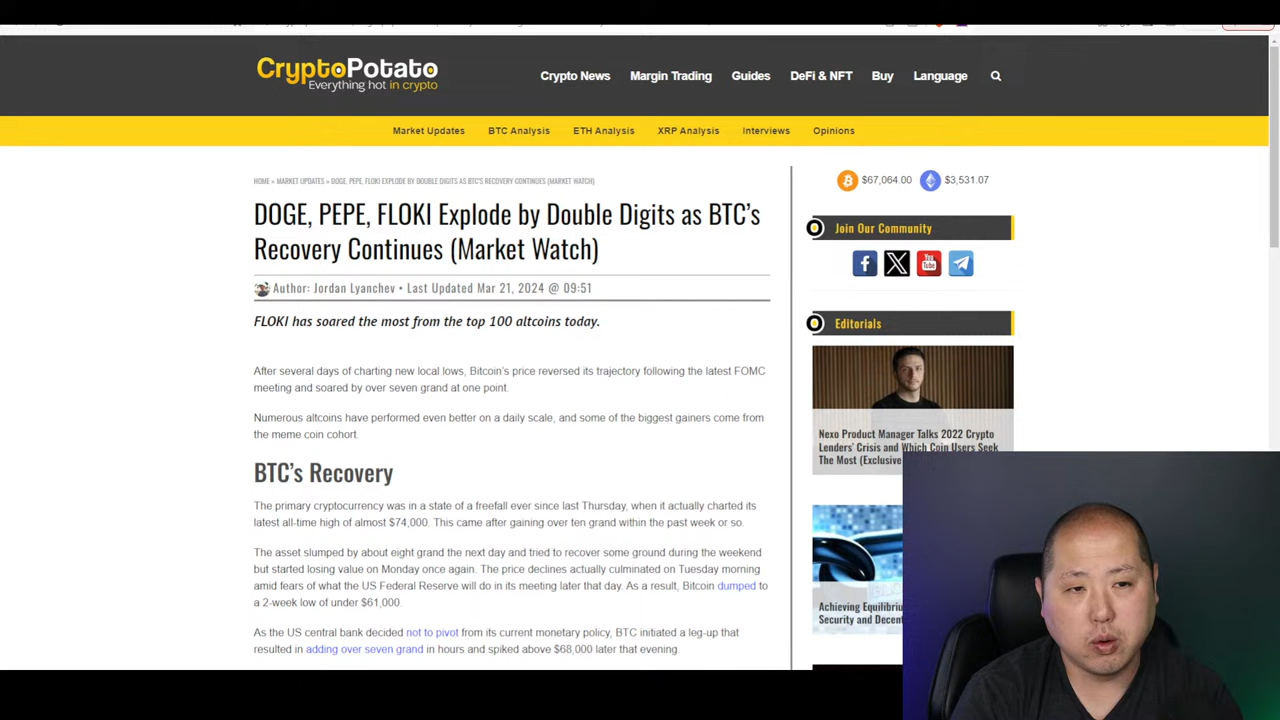 CryptoPotato
Everything hot in crypto
Crypto News Margin Trading Guides DeFi & NFT Buy Language
Market Updates BTC Analysis ETH Analysis XRP Analysis Interviews Opinions
HOME » MARKET UPDATES » DOGE, PEPE, FLOKI EXPLODE BY DOUBLE DIGITS AS BTC'S RECOVERY CONTINUES (MARKET WATCH)
DOGE, PEPE, FLOKI Explode by Double Digits as BTC's
Recovery Continues (Market Watch)
Author: Jordan Lyanchev • Last Updated Mar 21, 2024 @ 09:51
FLOKI has soared the most from the top 100 altcoins today.
After several days of charting new local lows, Bitcoin's price reversed its trajectory following the latest FOMC
meeting and soared by over seven grand at one point.
Numerous altcoins have performed even better on a daily scale, and some of the biggest gainers come from
the meme coin cohort.
BTC's Recovery
The primary cryptocurrency was in a state of a freefall ever since last Thursday, when it actually charted its
latest all-time high of almost $74,000. This came after gaining over ten grand within the past week or so.
The asset slumped by about eight grand the next day and tried to recover some ground during the weekend
but started losing value on Monday once again. The price declines actually culminated on Tuesday morning
amid fears of what the US Federal Reserve will do in its meeting later that day. As a result, Bitcoin dumped to
a 2-week low of under $61,000.
As the US central bank decided not to pivot from its current monetary policy, BTC initiated a leg-up that
resulted in adding over seven grand in hours and spiked above $68,000 later that evening.
$67,064.00 $3,531.07
Join Our Community
You
Tube
Editorials
Nexo Product Manager Talks 2022 Crypto
Lenders' Crisis and Which Coin Users Seek
The Most (Exclusive
Achieving Equilibriu
Security and Decent